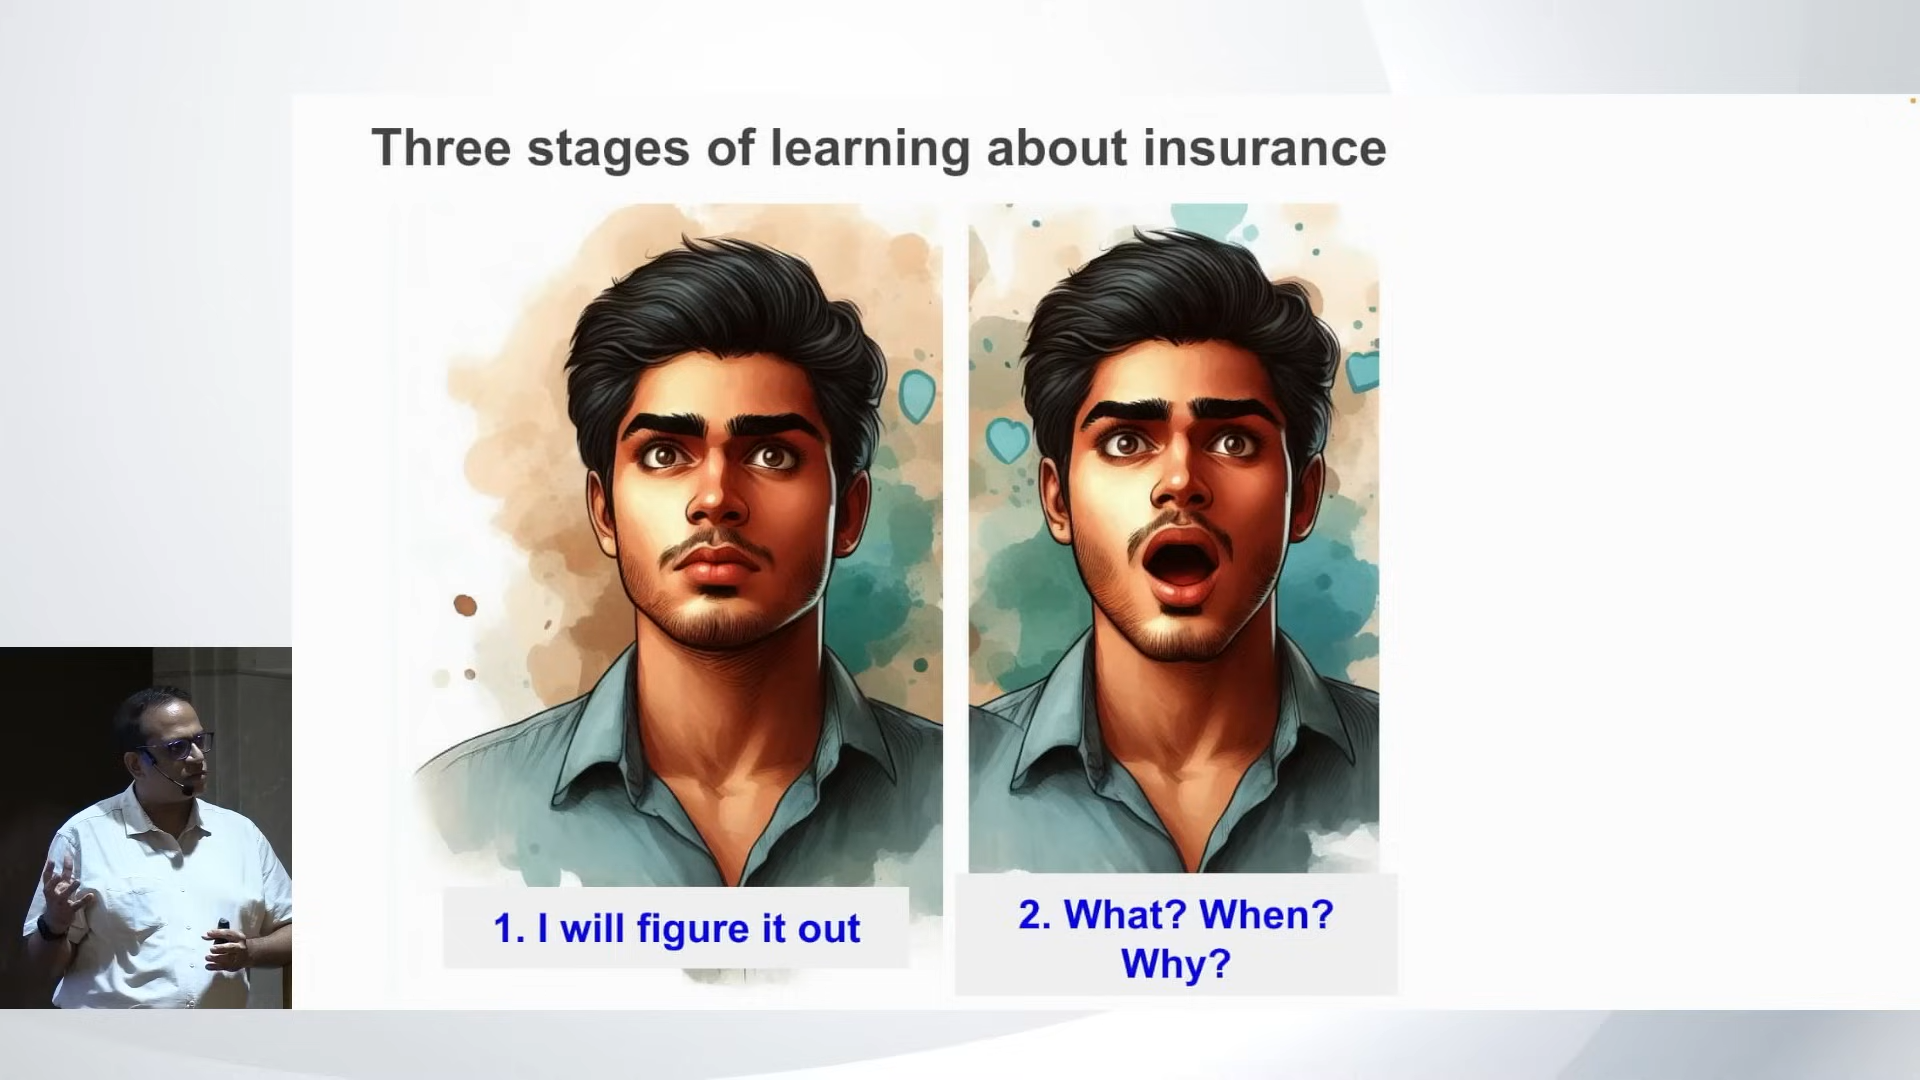 Three stages of learning about insurance
1. I will figure it out
2. What? When?
Why?